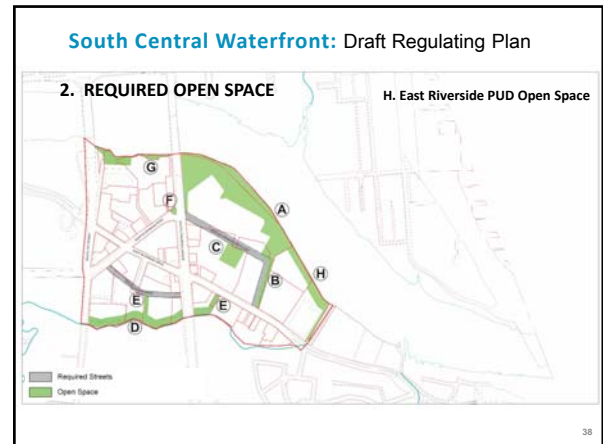 South Central Waterfront: Draft Regulating Plan
2. REQUIRED OPEN SPACE
H. East Riverside PUD Open Space
G
F
A
C
B
H
E
E
D
Required Streets
Open Space
38